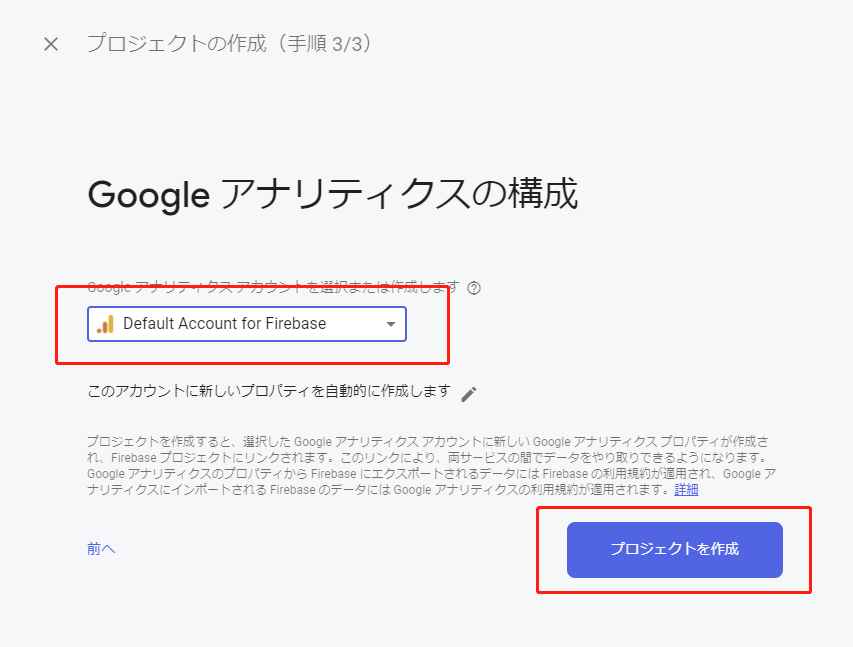 プロジェクトの作成（手順 3/3）
Google アナリティクスの構成
Google アナリティクス アカウントを選択または作成します
Default Account for Firebase
このアカウントに新しいプロパティを自動的に作成します
プロジェクトを作成すると、選択した Google アナリティクス アカウントに新しい Google アナリティクス プロパティが作成さ
れ、Firebase プロジェクトにリンクされます。このリンクにより、両サービスの間でデータをやり取りできるようになります。
Google アナリティクスのプロパティから Firebase にエクスポートされるデータには Firebase の利用規約が適用され、Google ア
ナリティクスにインポートされる Firebase のデータには Google アナリティクスの利用規約が適用されます。詳細
前へ
プロジェクトを作成